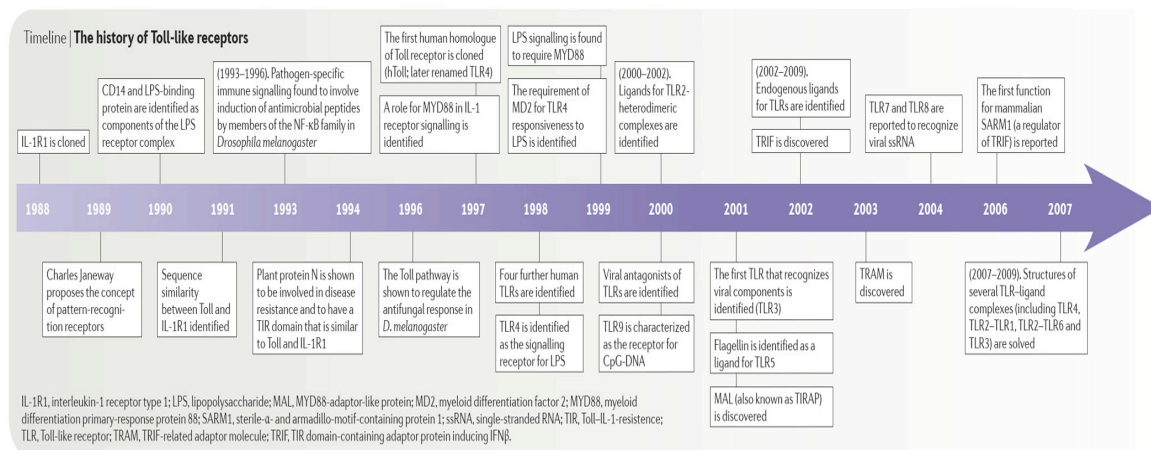 Timeline | The history of Toll-like receptors
IL-1R1 is cloned
CD14 and LPS-binding
protein are identified as
components of the LPS
receptor complex
(1993–1996). Pathogen-specific
immune signalling found to involve
induction of antimicrobial peptides
by members of the NF-κB family in
Drosophila melanogaster
The first human homologue
of Toll receptor is cloned
(hToll; later renamed TLR4)
A role for MYD88 in IL-1
receptor signalling is
identified
LPS signalling is found
to require MYD88
The requirement of
MD2 for TLR4
responsiveness to
LPS is identified
(2000–2002).
Ligands for TLR2-
heterodimeric
complexes are
identified
(2002–2009).
Endogenous ligands
for TLRs are identified
TRIF is discovered
TLR7 and TLR8 are
reported to recognize
viral ssRNA
The first function
for mammalian
SARM1 (a regulator
of TRIF) is reported
1988 1989 1990 1991 1993 1994 1996 1997 1998 1999 2000 2001 2002 2003 2004 2006 2007
Charles Janeway
proposes the concept
of pattern-recogni-
tion receptors
Sequence
similarity
between Toll and
IL-1R1 identified
Plant protein N is shown
to be involved in disease
resistance and to have a
TIR domain that is similar
to Toll and IL-1R1
The Toll pathway is
shown to regulate the
antifungal response in
D. melanogaster
Four further human
TLRs are identified
TLR4 is identified
as the signalling
receptor for LPS
Viral antagonists of
TLRs are identified
TLR9 is characterized
as the receptor for
CpG-DNA
The first TLR that recognizes
viral components is
identified (TLR3)
Flagellin is identified as a
ligand for TLR5
MAL (also known as TIRAP)
is discovered
TRAM is
discovered
(2007–2009). Structures of
several TLR–ligand
complexes (including TLR4,
TLR2–TLR1, TLR2–TLR6 and
TLR3) are solved
IL-1R1, interleukin-1 receptor type 1; LPS, lipopolysaccharide; MAL, MYD88-adaptor-like protein; MD2, myeloid differentiation factor 2; MYD88, myeloid
differentiation primary-response protein 88; SARM1, sterile-α- and armadillo-motif-containing protein 1; ssRNA, single-stranded RNA; TIR, Toll–IL-1-resistence;
TLR, Toll-like receptor; TRAM, TRIF-related adaptor molecule; TRIF, TIR domain-containing adaptor protein inducing IFNβ.